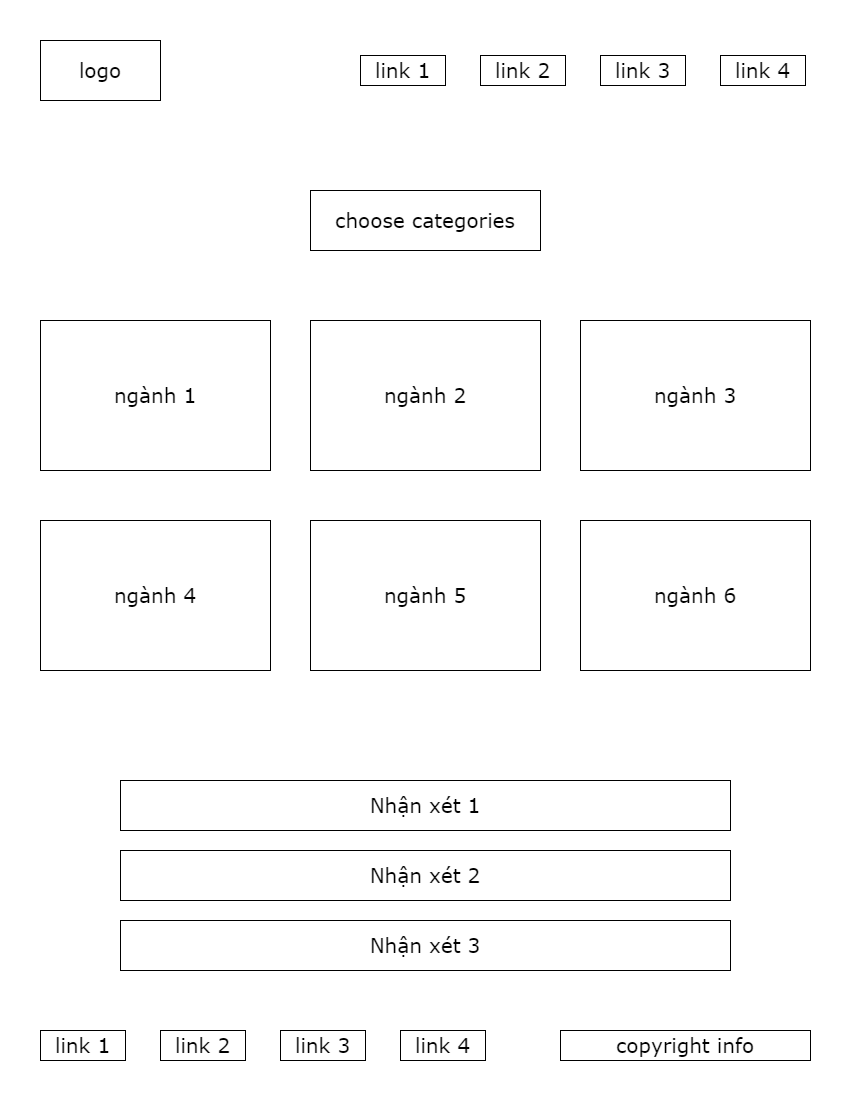 logo
link 1
link 2
link 3
link 4
choose categories
ngành 1
ngành 2
ngành 3
ngành 4
ngành 5
ngành 6
Nhận xét 1
Nhận xét 2
Nhận xét 3
link 1
link 2
link 3
link 4
copyright info